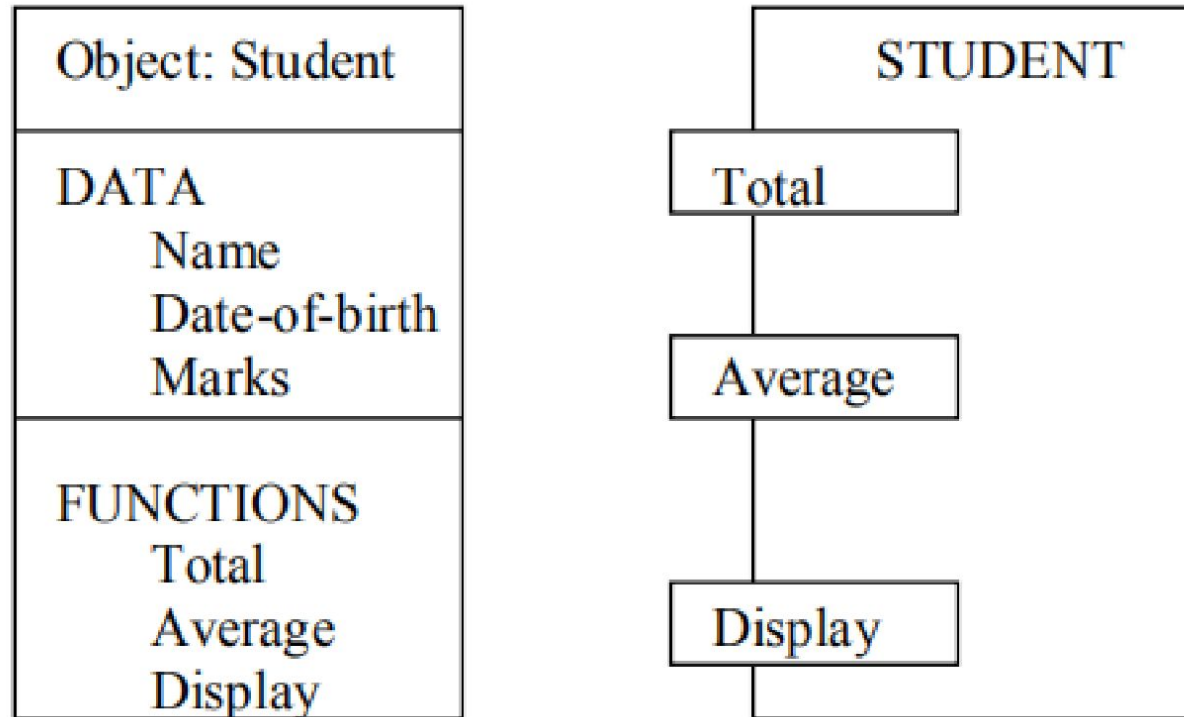 Object: Student
DATA
Name
Date-of-birth
Marks
FUNCTIONS
Total
Average
Display
STUDENT
Total
Average
Display